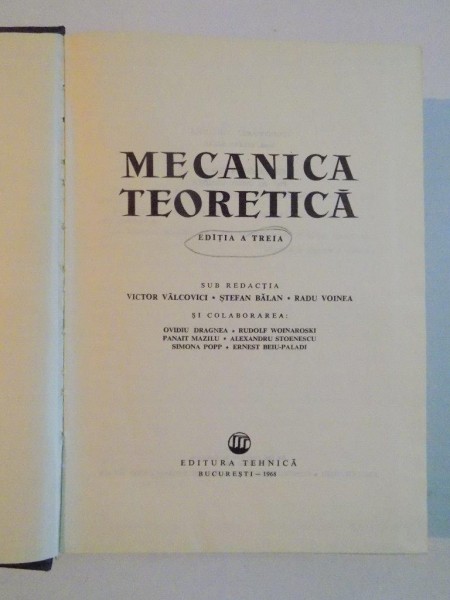 MECANICA
TEORETICĂ
EDIȚIA A TREIA
SUB REDACȚIA
VICTOR VÂLCOVICI • ȘTEFAN BĂLAN • RADU VOINEA
ȘI COLABORAREA:
OVIDIU DRAGNEA • RUDOLF WOINAROSKI
PANAIT MAZILU • ALEXANDRU STOENESCU
SIMONA POPP • ERNEST BEIU-PALADI
EDITURA TEHNICĂ
BUCUREȘTI — 1968